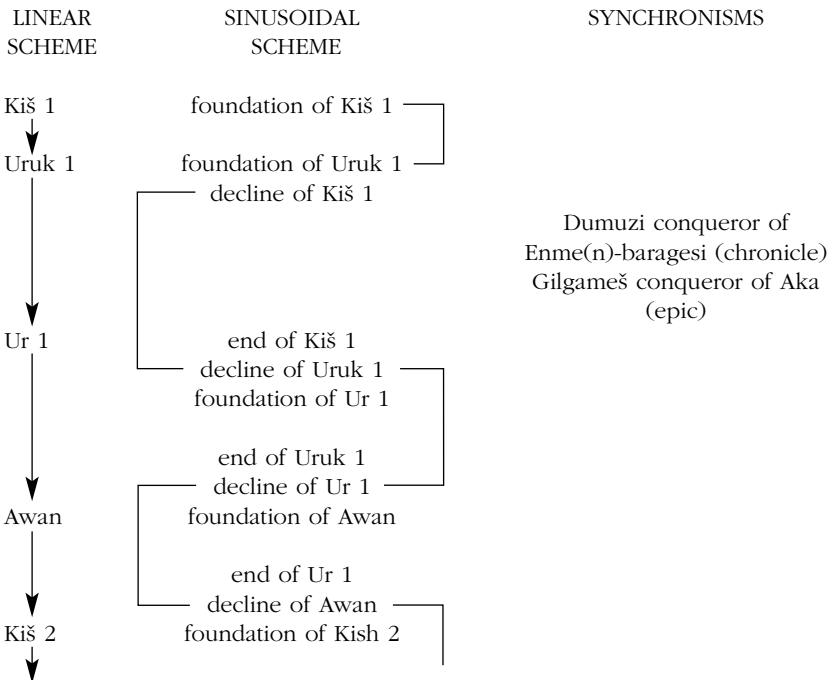 LINEAR SINUSOIDAL SYNCHRONISMS
SCHEME SCHEME
Kiš 1 foundation of Kiš 1
Uruk 1 foundation of Uruk 1
decline of Kiš 1
Dumuzi conqueror of
Enme(n)-baragesi (chronicle)
Gilgameš conqueror of Aka
(epic)
Ur 1 end of Kiš 1
decline of Uruk 1
foundation of Ur 1
end of Uruk 1
decline of Ur 1
Awan foundation of Awan
end of Ur 1
decline of Awan
Kiš 2 foundation of Kish 2